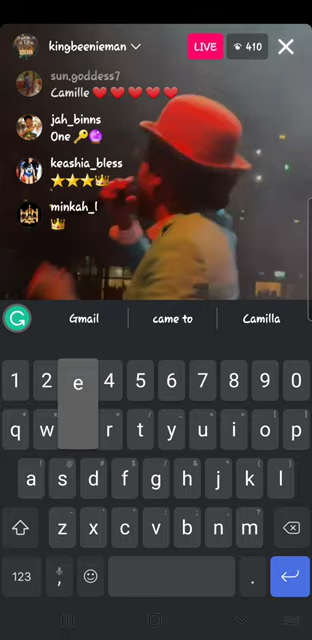 kingbeenieman
LIVE
410
sun.goddess7
Camille ❤️❤️❤️❤️❤️
jah_binns
One 🔑🔮
keashia_bless
⭐⭐⭐👑
minkah_l
👑
Gmail
came to
Camilla
1 2 e 4 5 6 7 8 9 0
q w r t y u i o p
a s d f g h j k l
z x c v b n m
123 , .